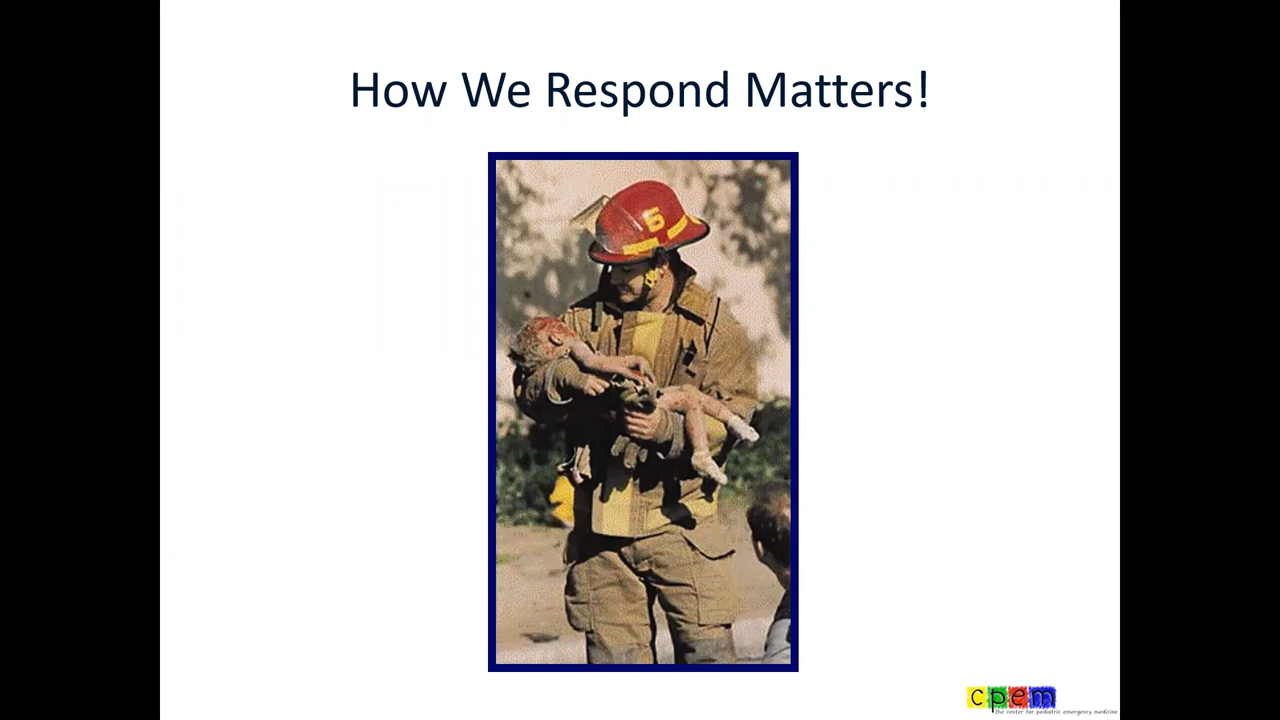 How We Respond Matters!
5
cpem
the center for pediatric emergency medicine